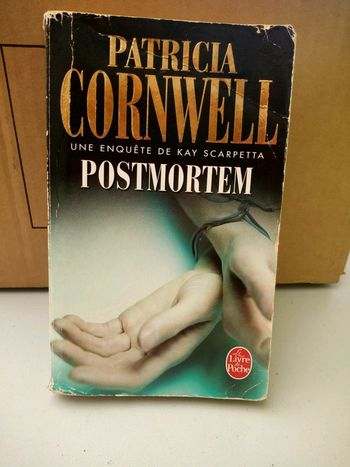 PATRICIA
CORNWELL
UNE ENQUÊTE DE KAY SCARPETTA
POSTMORTEM
Le
Livre
de
Poche